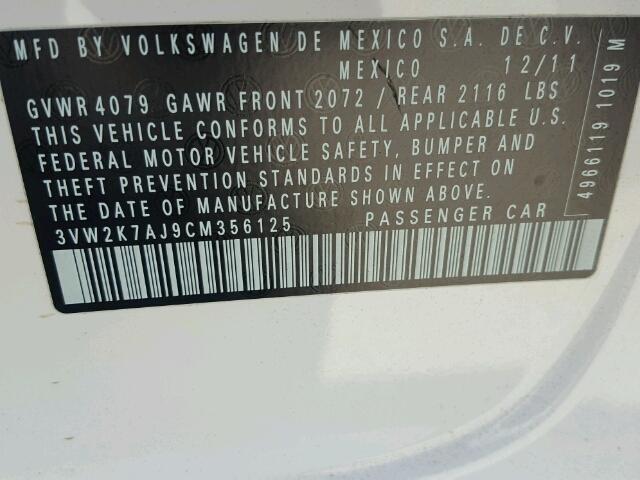 MFD BY VOLKSWAGEN DE MEXICO S.A. DE C.V.
MEXICO 12/11
GVWR 4079 GAWR FRONT 2072 / REAR 2116 LBS
THIS VEHICLE CONFORMS TO ALL APPLICABLE U.S.
FEDERAL MOTOR VEHICLE SAFETY, BUMPER AND
THEFT PREVENTION STANDARDS IN EFFECT ON
THE DATE OF MANUFACTURE SHOWN ABOVE.
3VW2K7AJ9CM356125 PASSENGER CAR
4966119 1019 M